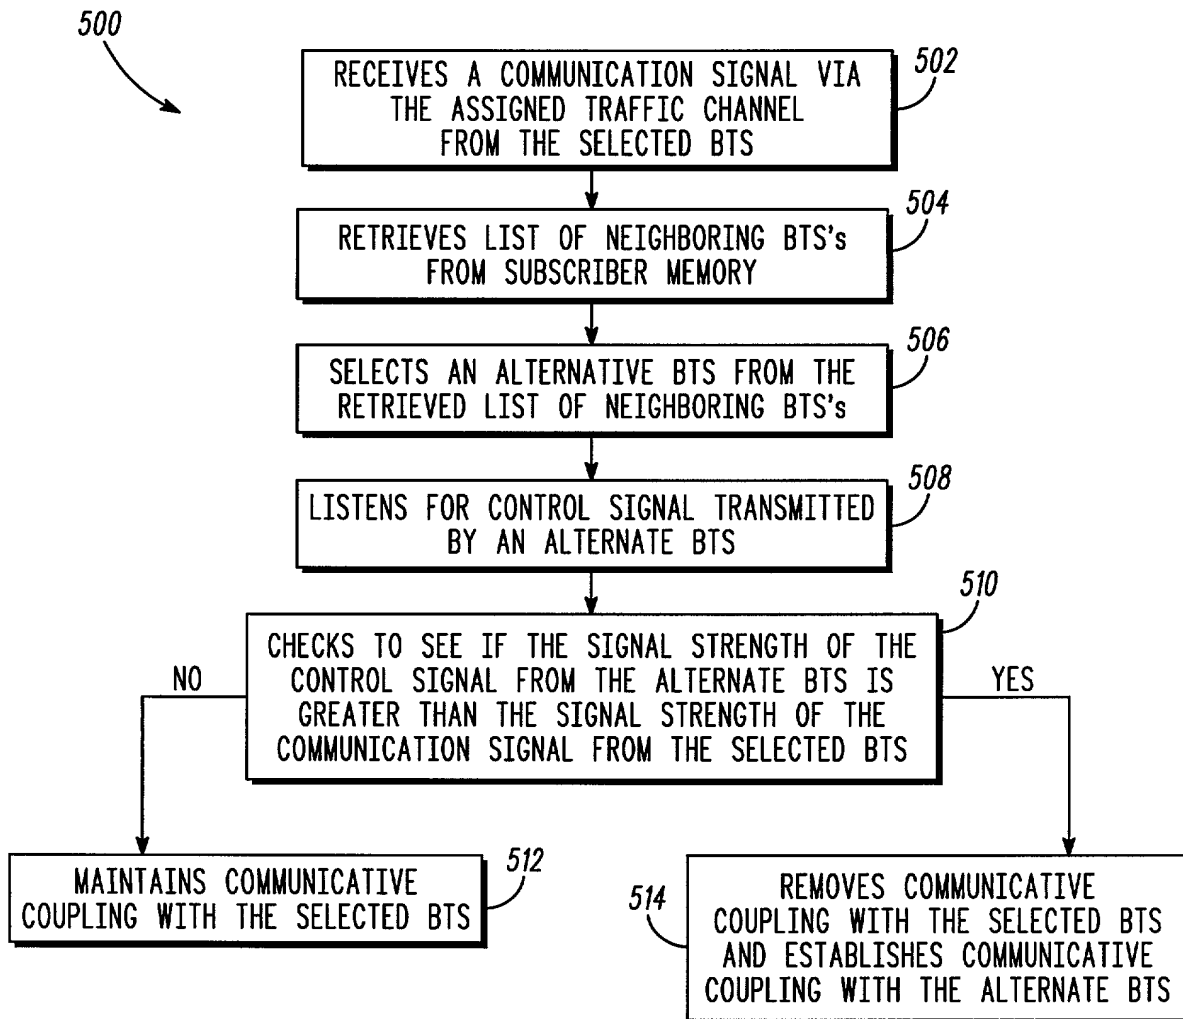 500
RECEIVES A COMMUNICATION SIGNAL VIA
THE ASSIGNED TRAFFIC CHANNEL
FROM THE SELECTED BTS
502
RETRIEVES LIST OF NEIGHBORING BTS's
FROM SUBSCRIBER MEMORY
504
SELECTS AN ALTERNATIVE BTS FROM THE
RETRIEVED LIST OF NEIGHBORING BTS's
506
LISTENS FOR CONTROL SIGNAL TRANSMITTED
BY AN ALTERNATE BTS
508
CHECKS TO SEE IF THE SIGNAL STRENGTH OF THE
CONTROL SIGNAL FROM THE ALTERNATE BTS IS
GREATER THAN THE SIGNAL STRENGTH OF THE
COMMUNICATION SIGNAL FROM THE SELECTED BTS
510
NO
YES
MAINTAINS COMMUNICATIVE
COUPLING WITH THE SELECTED BTS
512
514
REMOVES COMMUNICATIVE
COUPLING WITH THE SELECTED BTS
AND ESTABLISHES COMMUNICATIVE
COUPLING WITH THE ALTERNATE BTS